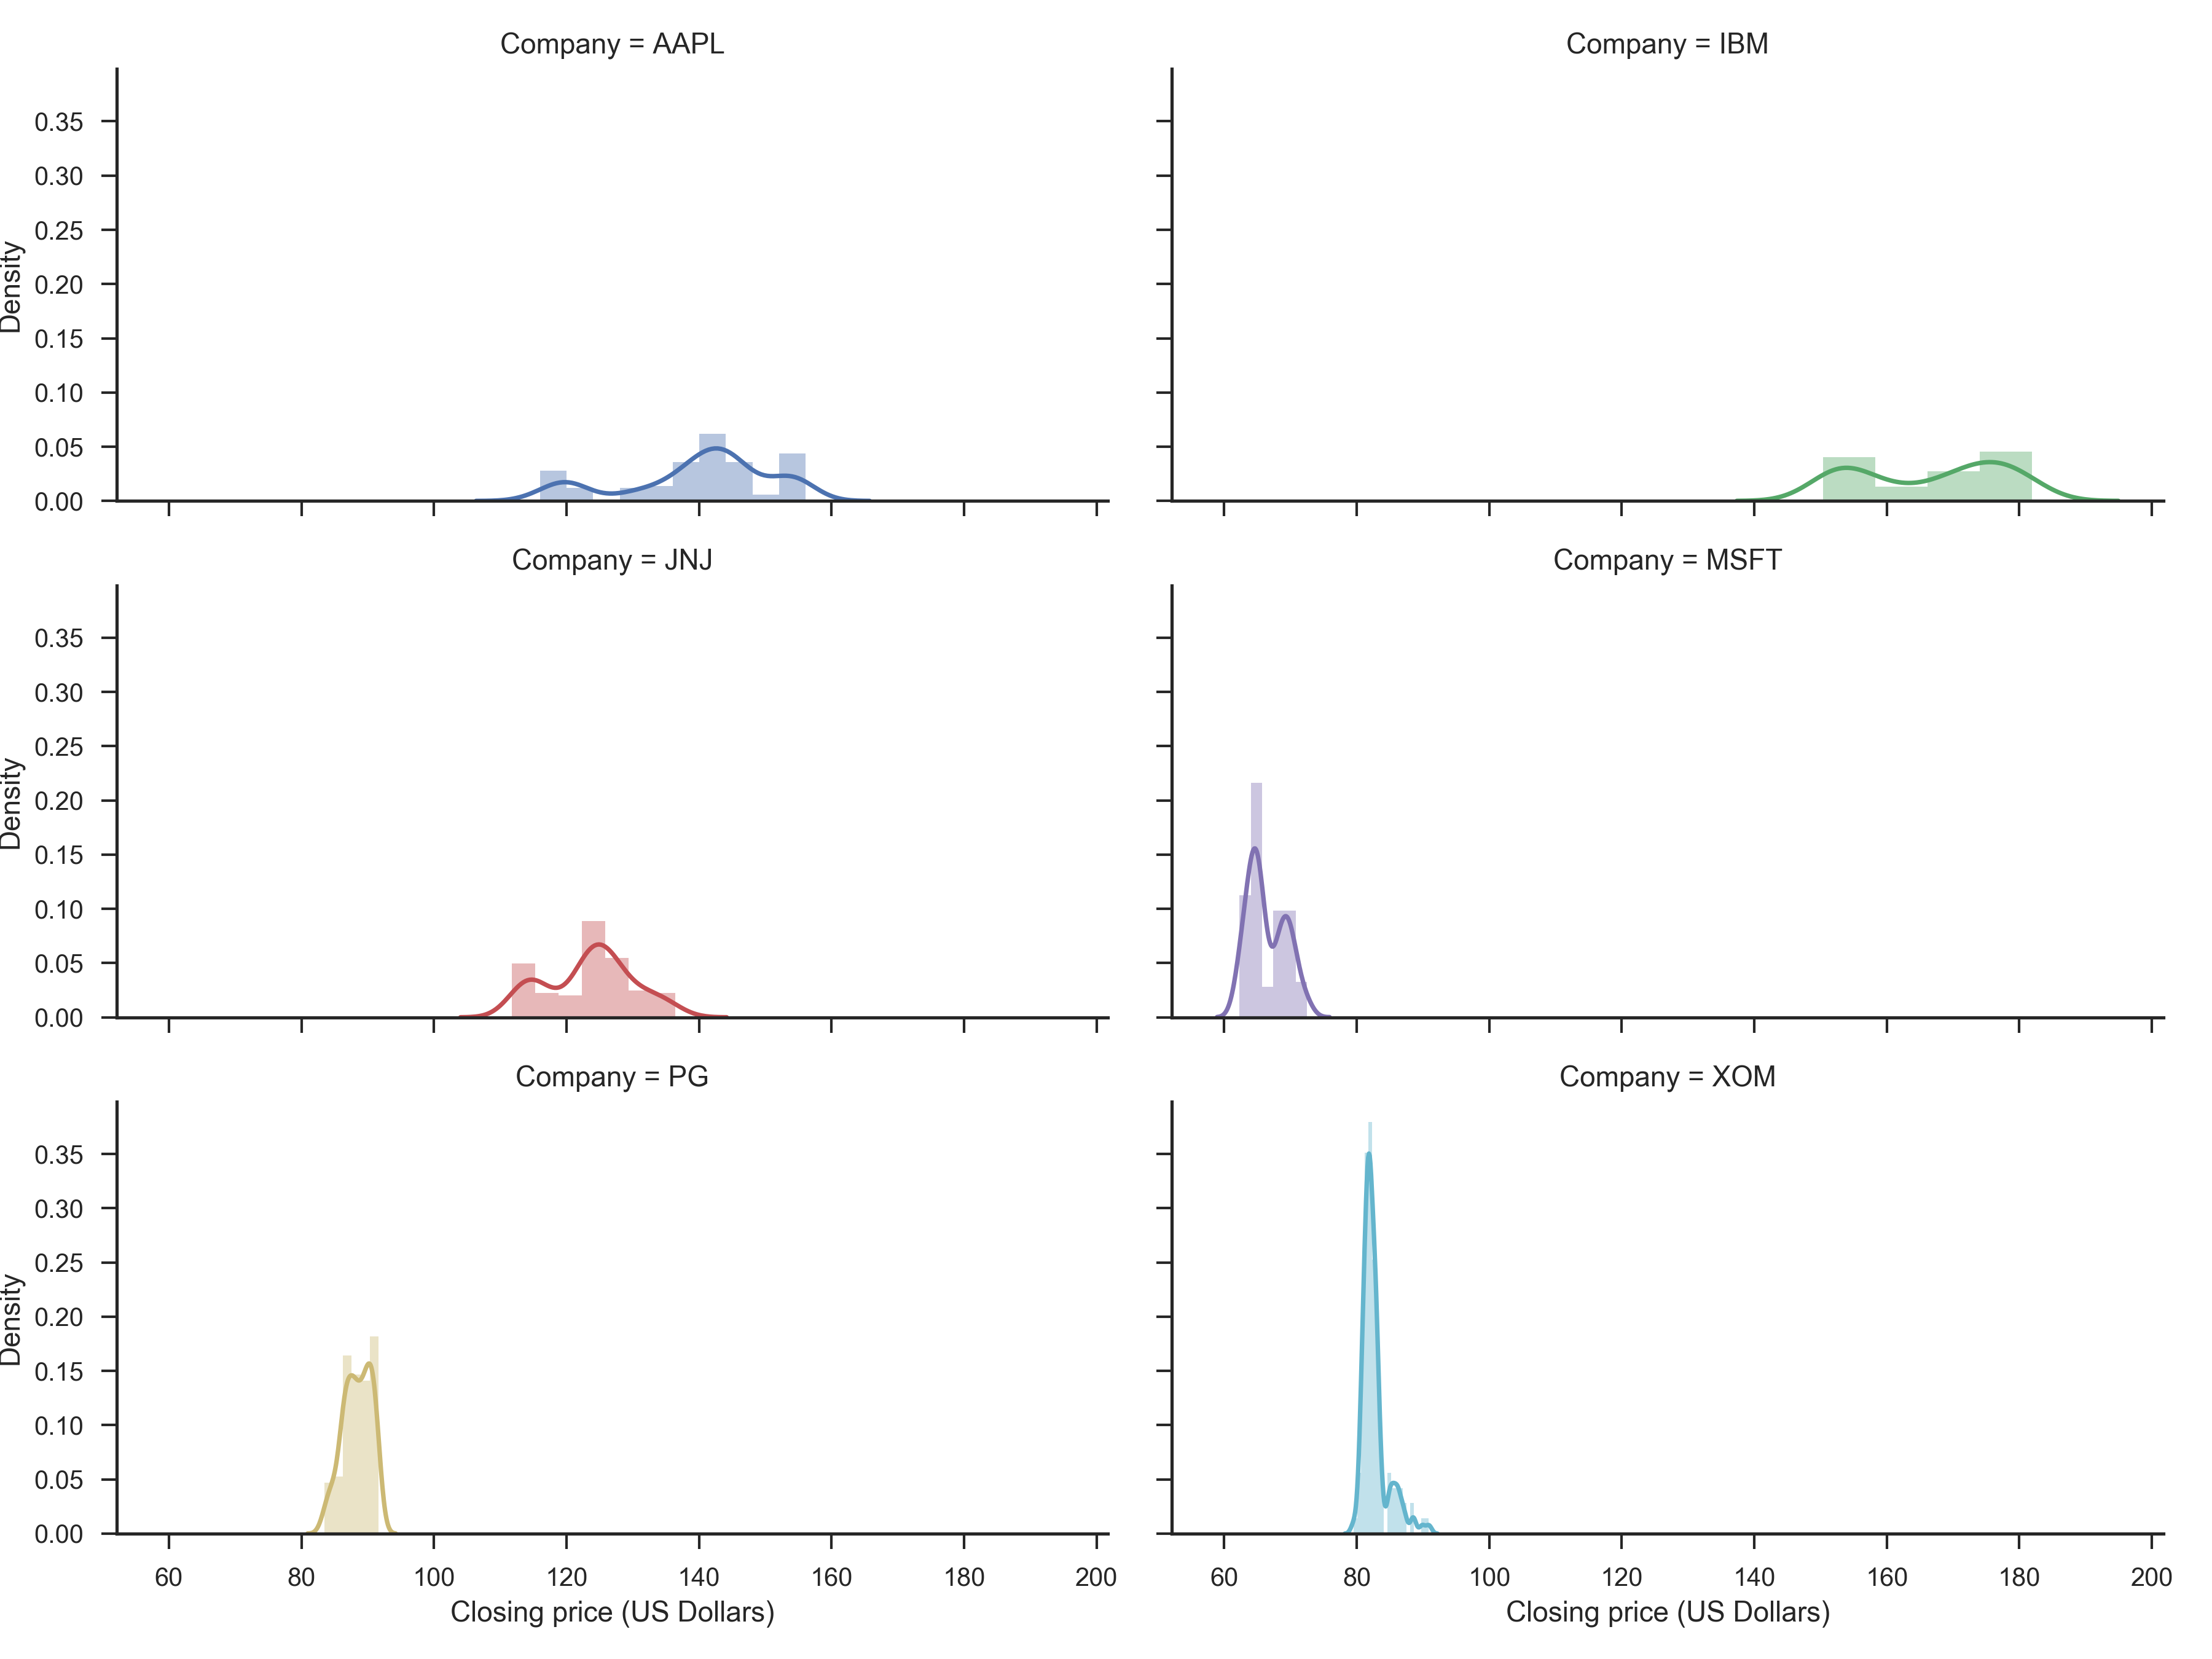 Company = AAPL
Company = IBM
0.35
0.30
0.25
0.20
0.15
0.10
0.05
0.00
Density
Company = JNJ
Company = MSFT
0.35
0.30
0.25
0.20
0.15
0.10
0.05
0.00
Density
Company = PG
Company = XOM
0.35
0.30
0.25
0.20
0.15
0.10
0.05
0.00
Density
60 80 100 120 140 160 180 200
Closing price (US Dollars)
60 80 100 120 140 160 180 200
Closing price (US Dollars)